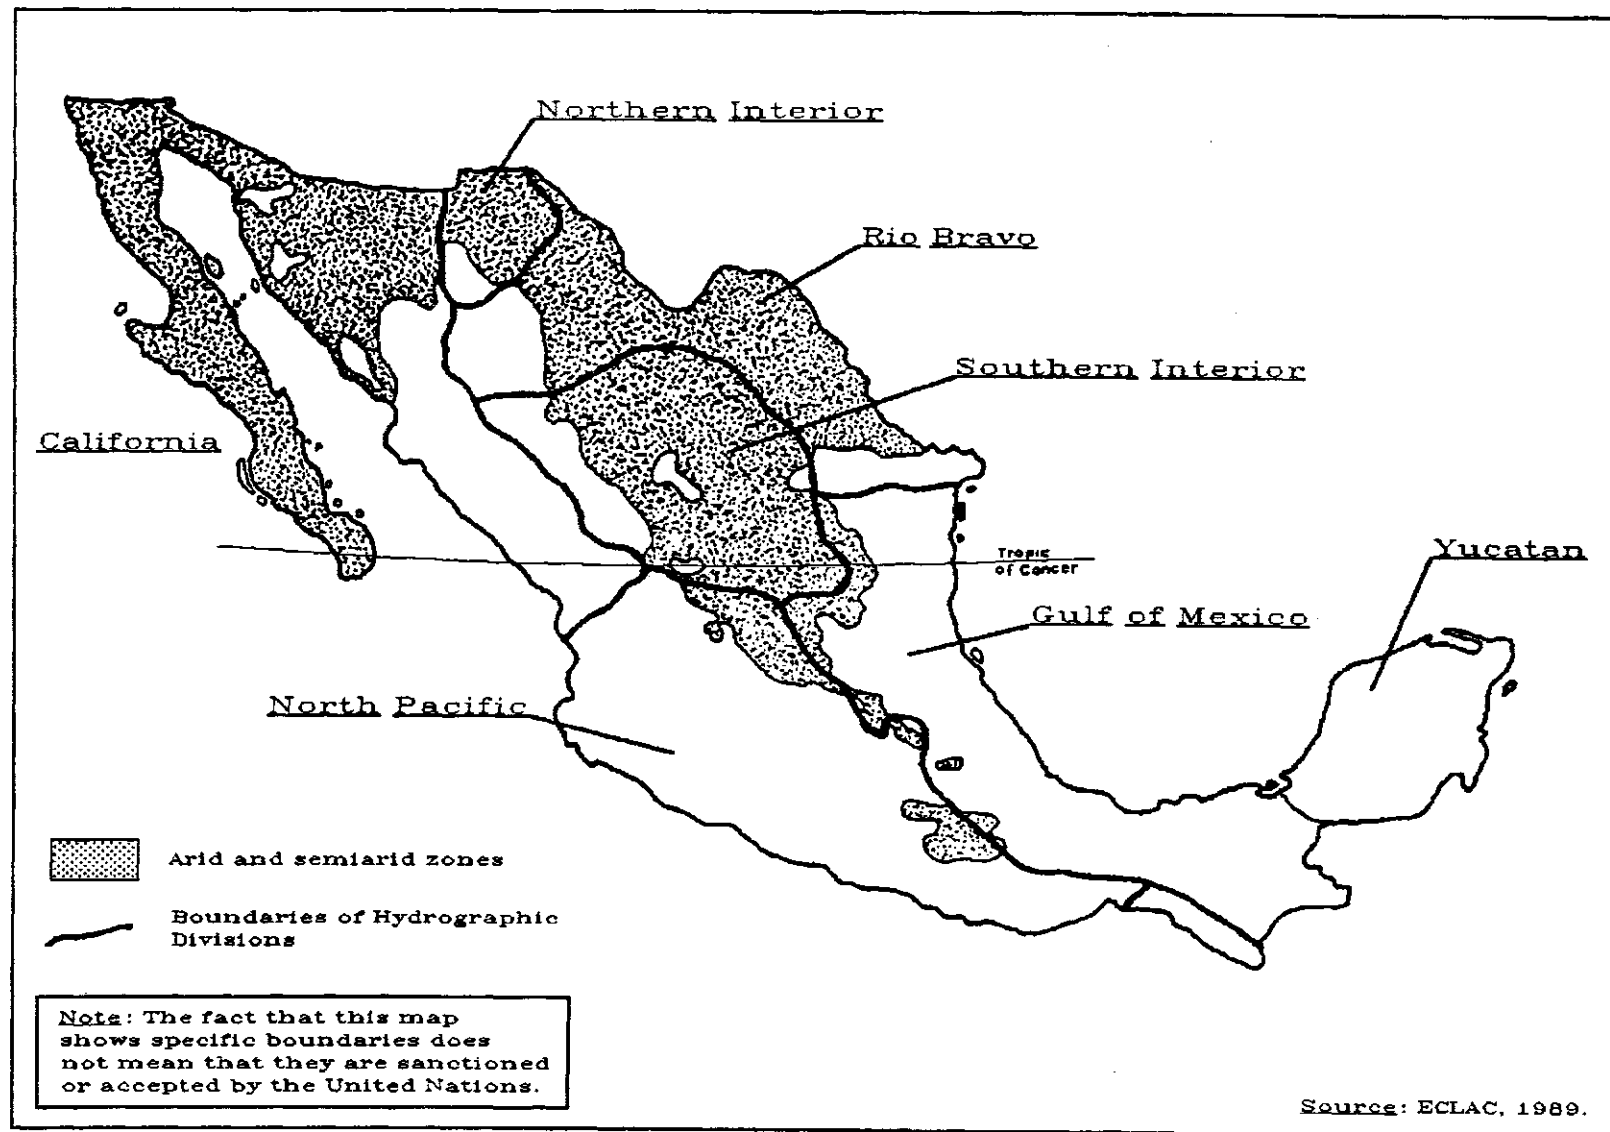 Northern Interior
Rio Bravo
Southern Interior
California
Tropic
of Cancer
Yucatan
Gulf of Mexico
North Pacific
Arid and semiarid zones
Boundaries of Hydrographic
Divisions
Note: The fact that this map
shows specific boundaries does
not mean that they are sanctioned
or accepted by the United Nations.
Source: ECLAC, 1989.